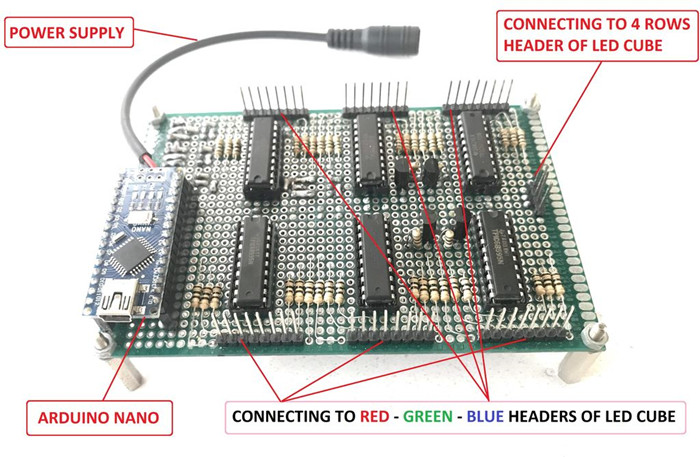 POWER SUPPLY
CONNECTING TO 4 ROWS
HEADER OF LED CUBE
NANO
ARDUINO NANO
CONNECTING TO RED - GREEN - BLUE HEADERS OF LED CUBE